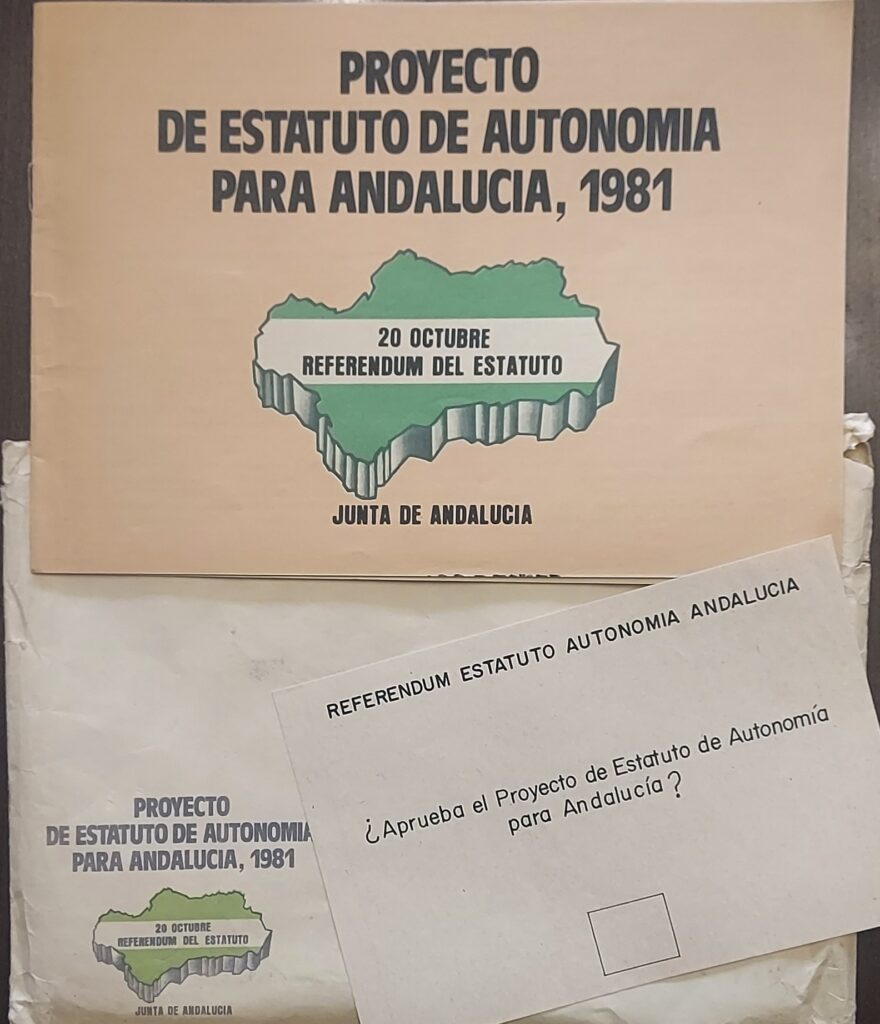 PROYECTO
DE ESTATUTO DE AUTONOMIA
PARA ANDALUCIA, 1981
20 OCTUBRE
REFERENDUM DEL ESTATUTO
JUNTA DE ANDALUCIA
REFERENDUM ESTATUTO AUTONOMIA ANDALUCIA
¿Aprueba el Proyecto de Estatuto de Autonomía
para Andalucía?
PROYECTO
DE ESTATUTO DE AUTONOMIA
PARA ANDALUCIA, 1981
20 OCTUBRE
REFERENDUM DEL ESTATUTO
JUNTA DE ANDALUCIA